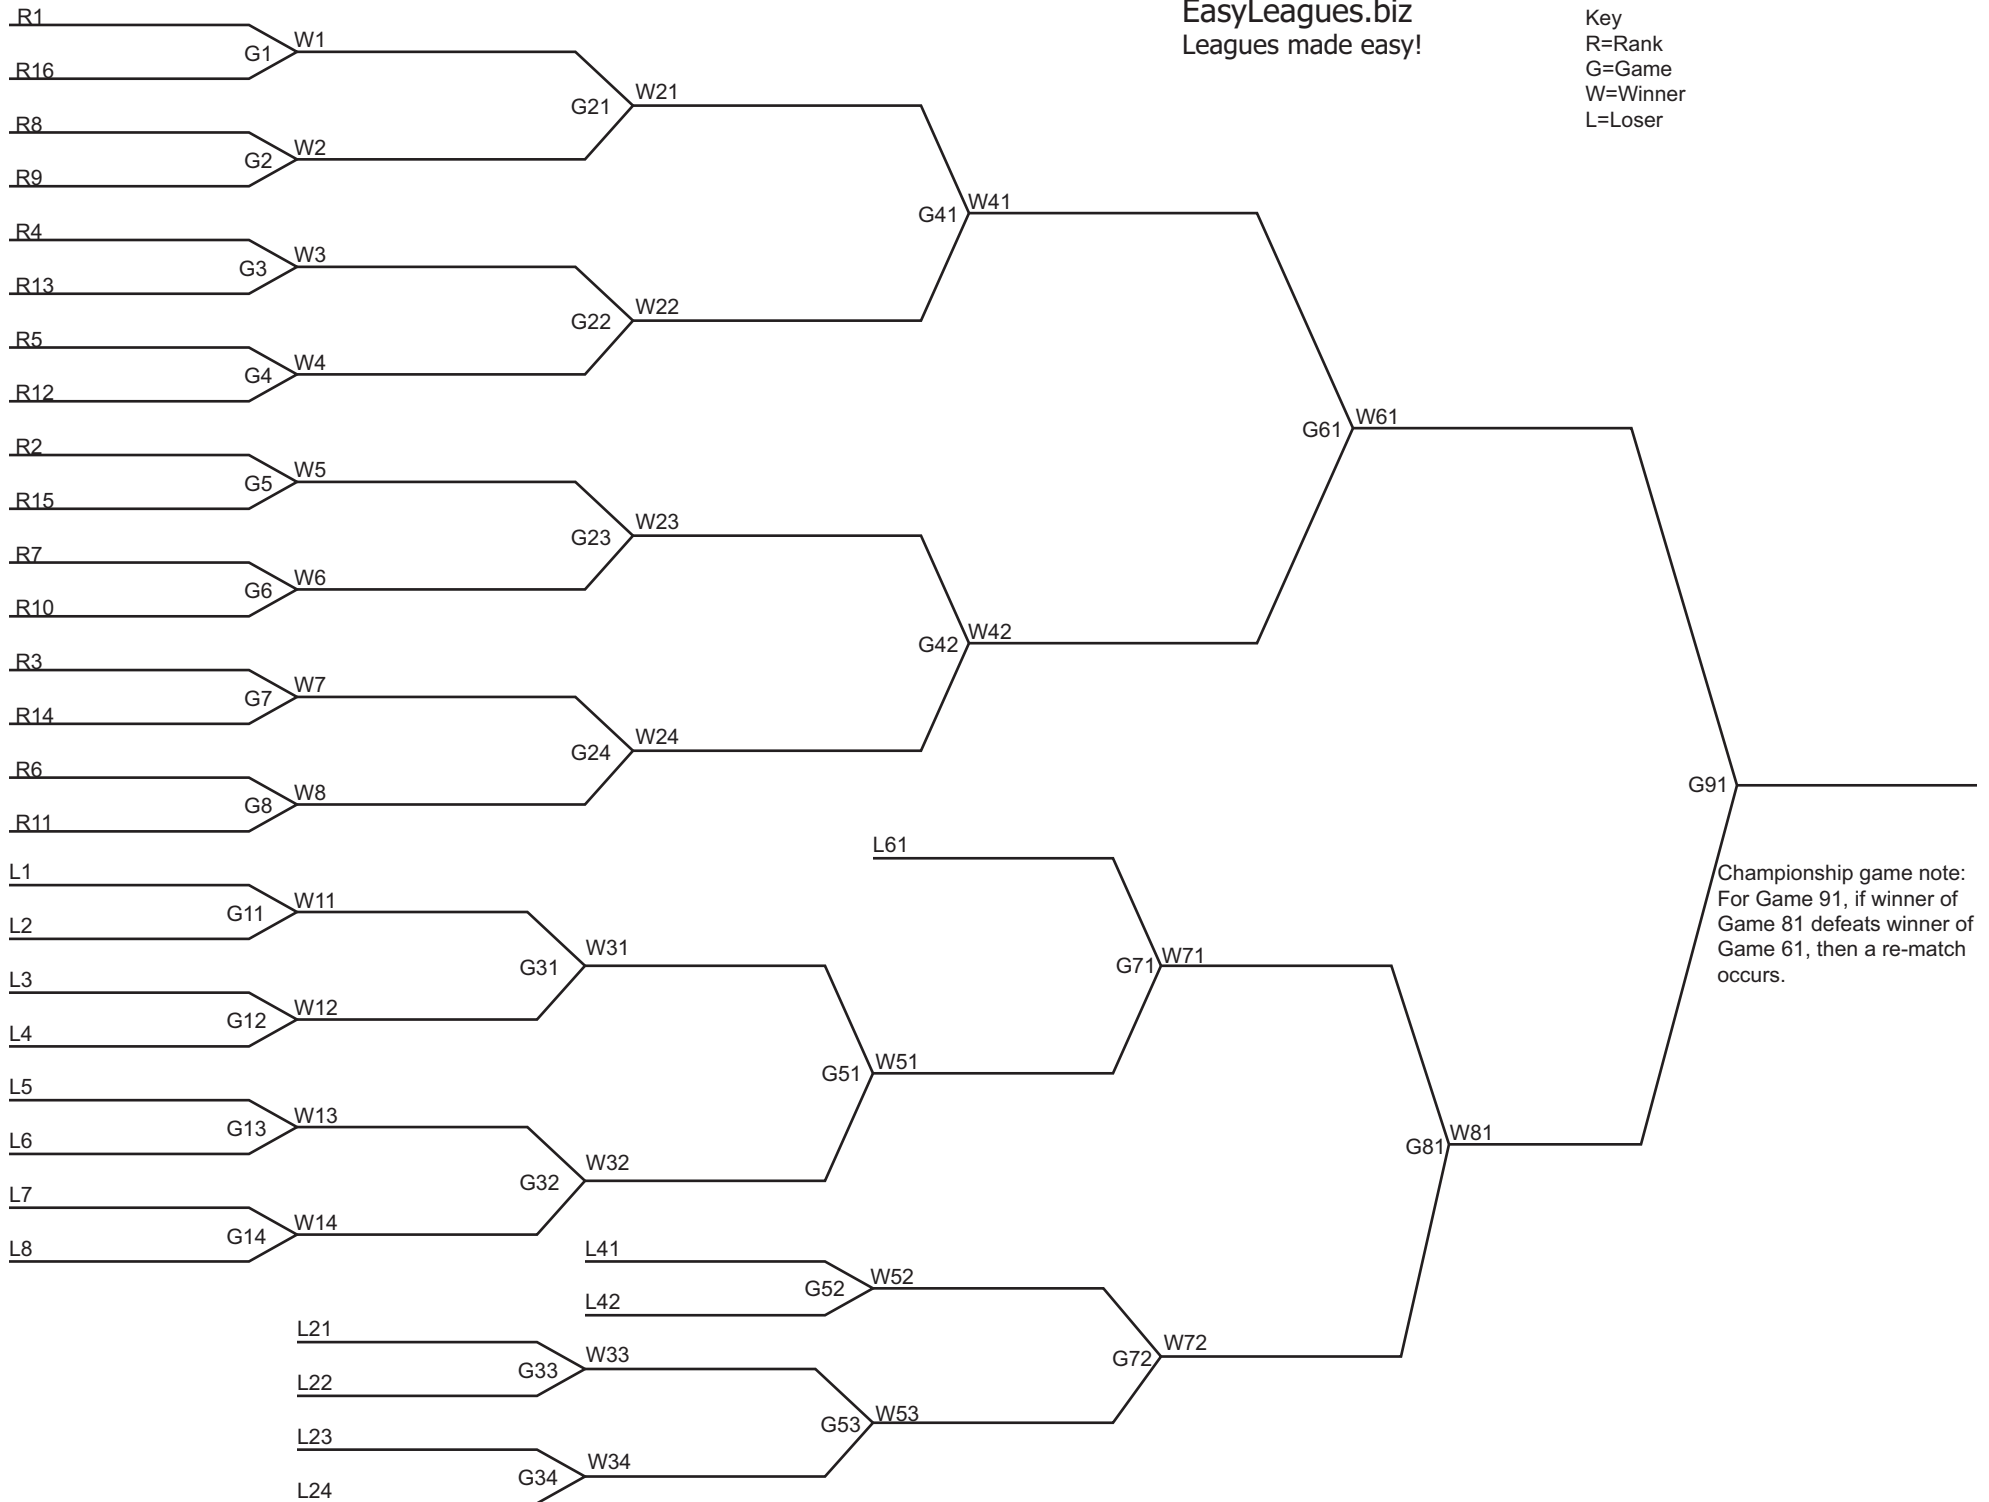 EasyLeagues.biz
Leagues made easy!
Key
R=Rank
G=Game
W=Winner
L=Loser
R1
G1
W1
R16
G21
W21
R8
G2
W2
R9
G41
W41
R4
G3
W3
R13
G22
W22
R5
G4
W4
R12
G61
W61
R2
G5
W5
R15
G23
W23
R7
G6
W6
R10
G42
W42
R3
G7
W7
R14
G24
W24
R6
G8
W8
R11
G91
L61
L1
G11
W11
L2
G31
W31
L3
G12
W12
L4
G71
W71
G51
W51
L5
G13
W13
L6
G32
W32
L7
G14
W14
L8
G81
W81
Championship game note:
For Game 91, if winner of
Game 81 defeats winner of
Game 61, then a re-match
occurs.
L41
G52
W52
L42
L21
G33
W33
L22
G72
W72
G53
W53
L23
G34
W34
L24